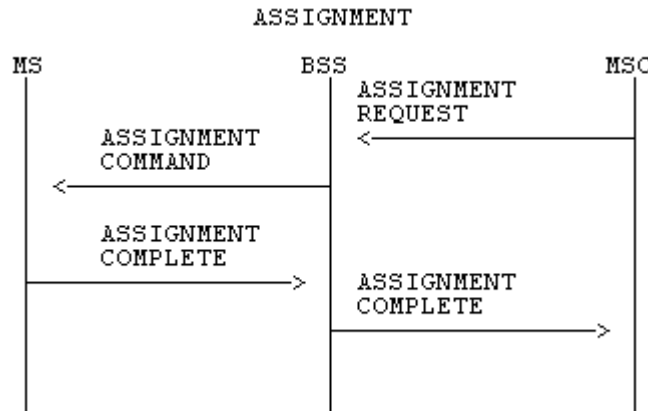 ASSIGNMENT
MS BSS MSC
ASSIGNMENT
REQUEST
ASSIGNMENT
COMMAND
ASSIGNMENT
COMPLETE
ASSIGNMENT
COMPLETE